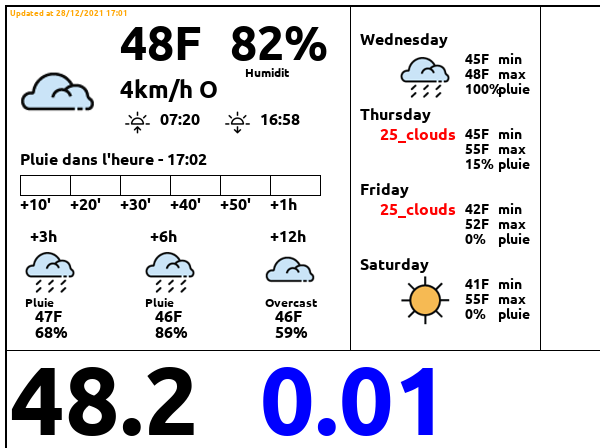 Updated at 28/12/2021 17:01
48F 82%
Humidit
4km/h O
07:20 16:58
Pluie dans l'heure - 17:02
+10' +20' +30' +40' +50' +1h
+3h +6h +12h
Pluie Pluie Overcast
47F 46F 46F
68% 86% 59%
Wednesday
45F min
48F max
100%pluie
Thursday
25_clouds
45F min
55F max
15% pluie
Friday
25_clouds
42F min
52F max
0% pluie
Saturday
41F min
55F max
0% pluie
48.2 0.01